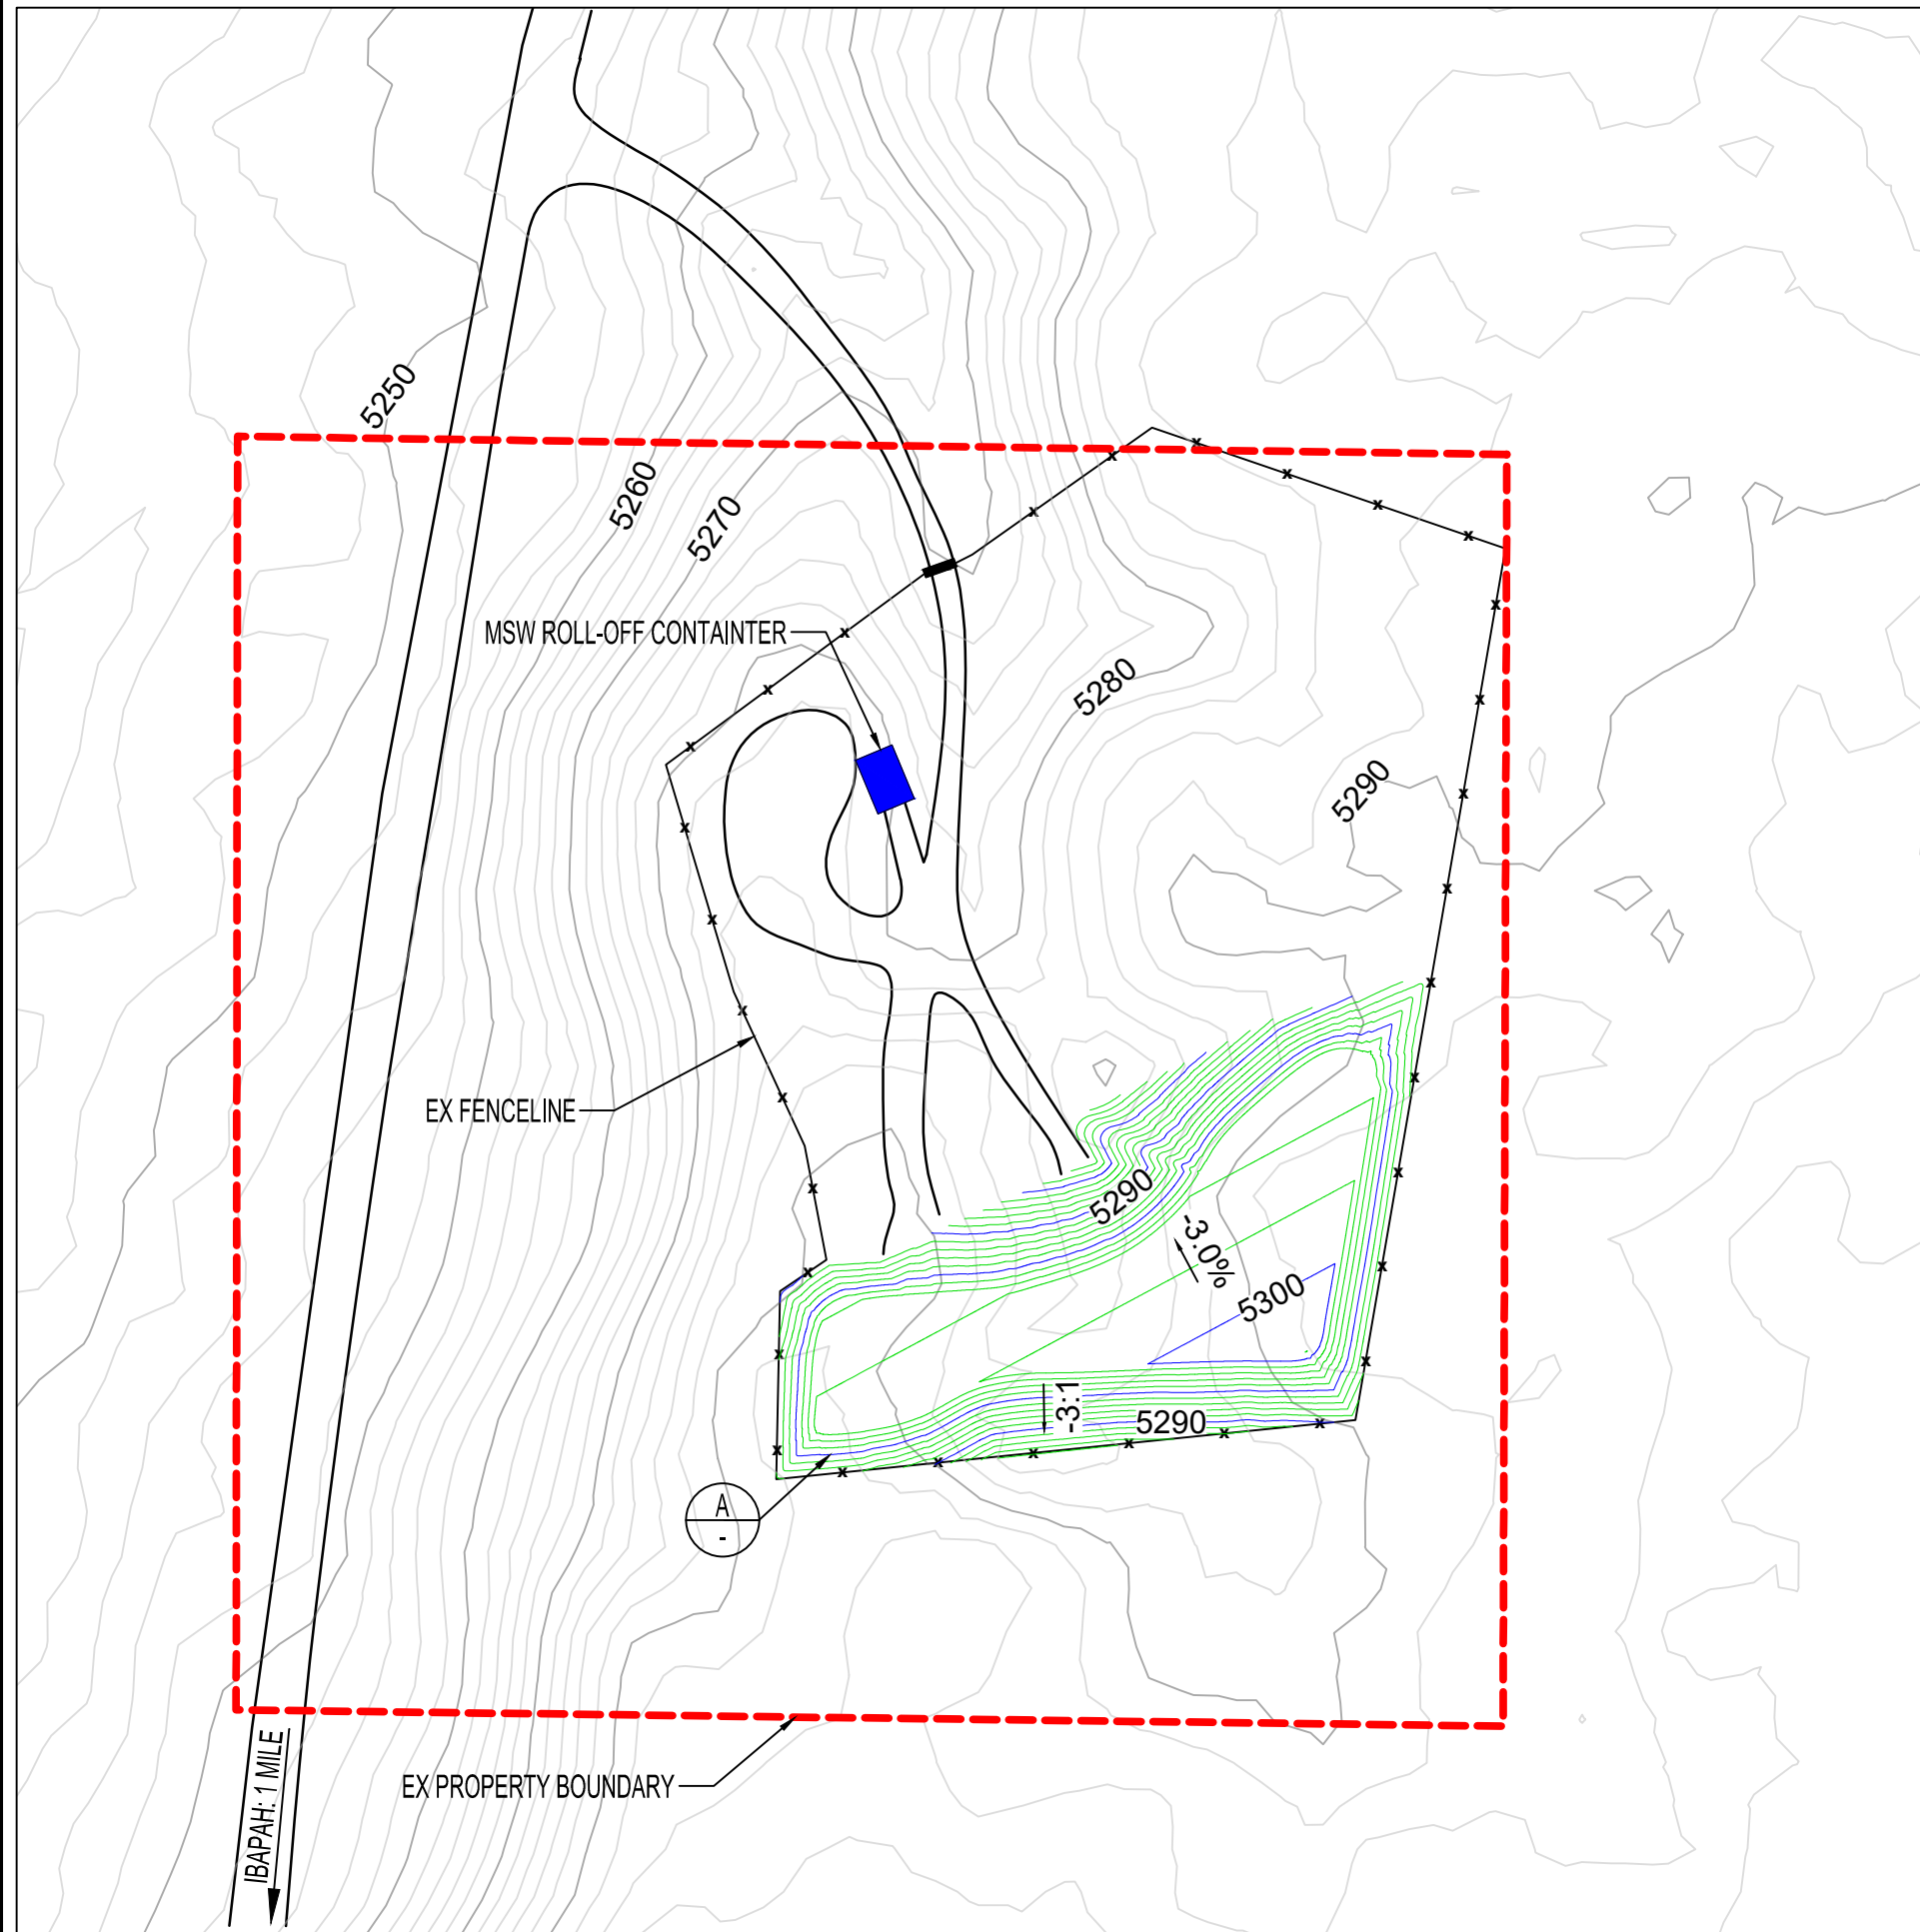 5250
5260
5270
MSW ROLL-OFF CONTAINTER
5280
5290
EX FENCELINE
5290
-3.0%
5300
-3:1
5290
A
-
EX PROPERTY BOUNDARY
IBAPAH: 1 MILE